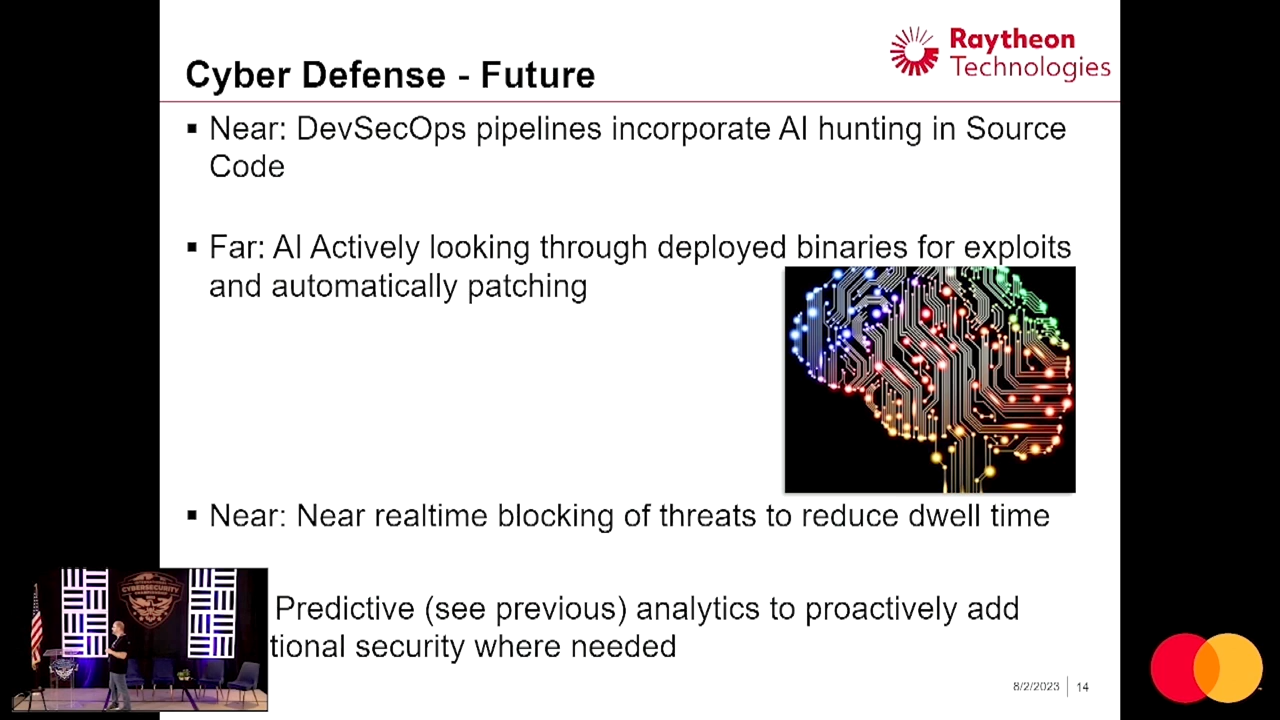 Raytheon
Technologies
Cyber Defense - Future
▪ Near: DevSecOps pipelines incorporate AI hunting in Source
Code
▪ Far: AI Actively looking through deployed binaries for exploits
and automatically patching
▪ Near: Near realtime blocking of threats to reduce dwell time
Predictive (see previous) analytics to proactively add
tional security where needed
CYBERSECURITY
8/2/2023 14